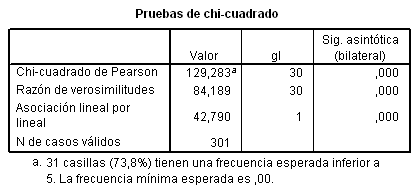 Pruebas de chi-cuadrado
Valor gl Sig. asintótica (bilateral)
Chi-cuadrado de Pearson 129,283a 30 ,000
Razón de verosimilitudes 84,189 30 ,000
Asociación lineal por lineal 42,790 1 ,000
N de casos válidos 301
a. 31 casillas (73,8%) tienen una frecuencia esperada inferior a
5. La frecuencia mínima esperada es ,00.